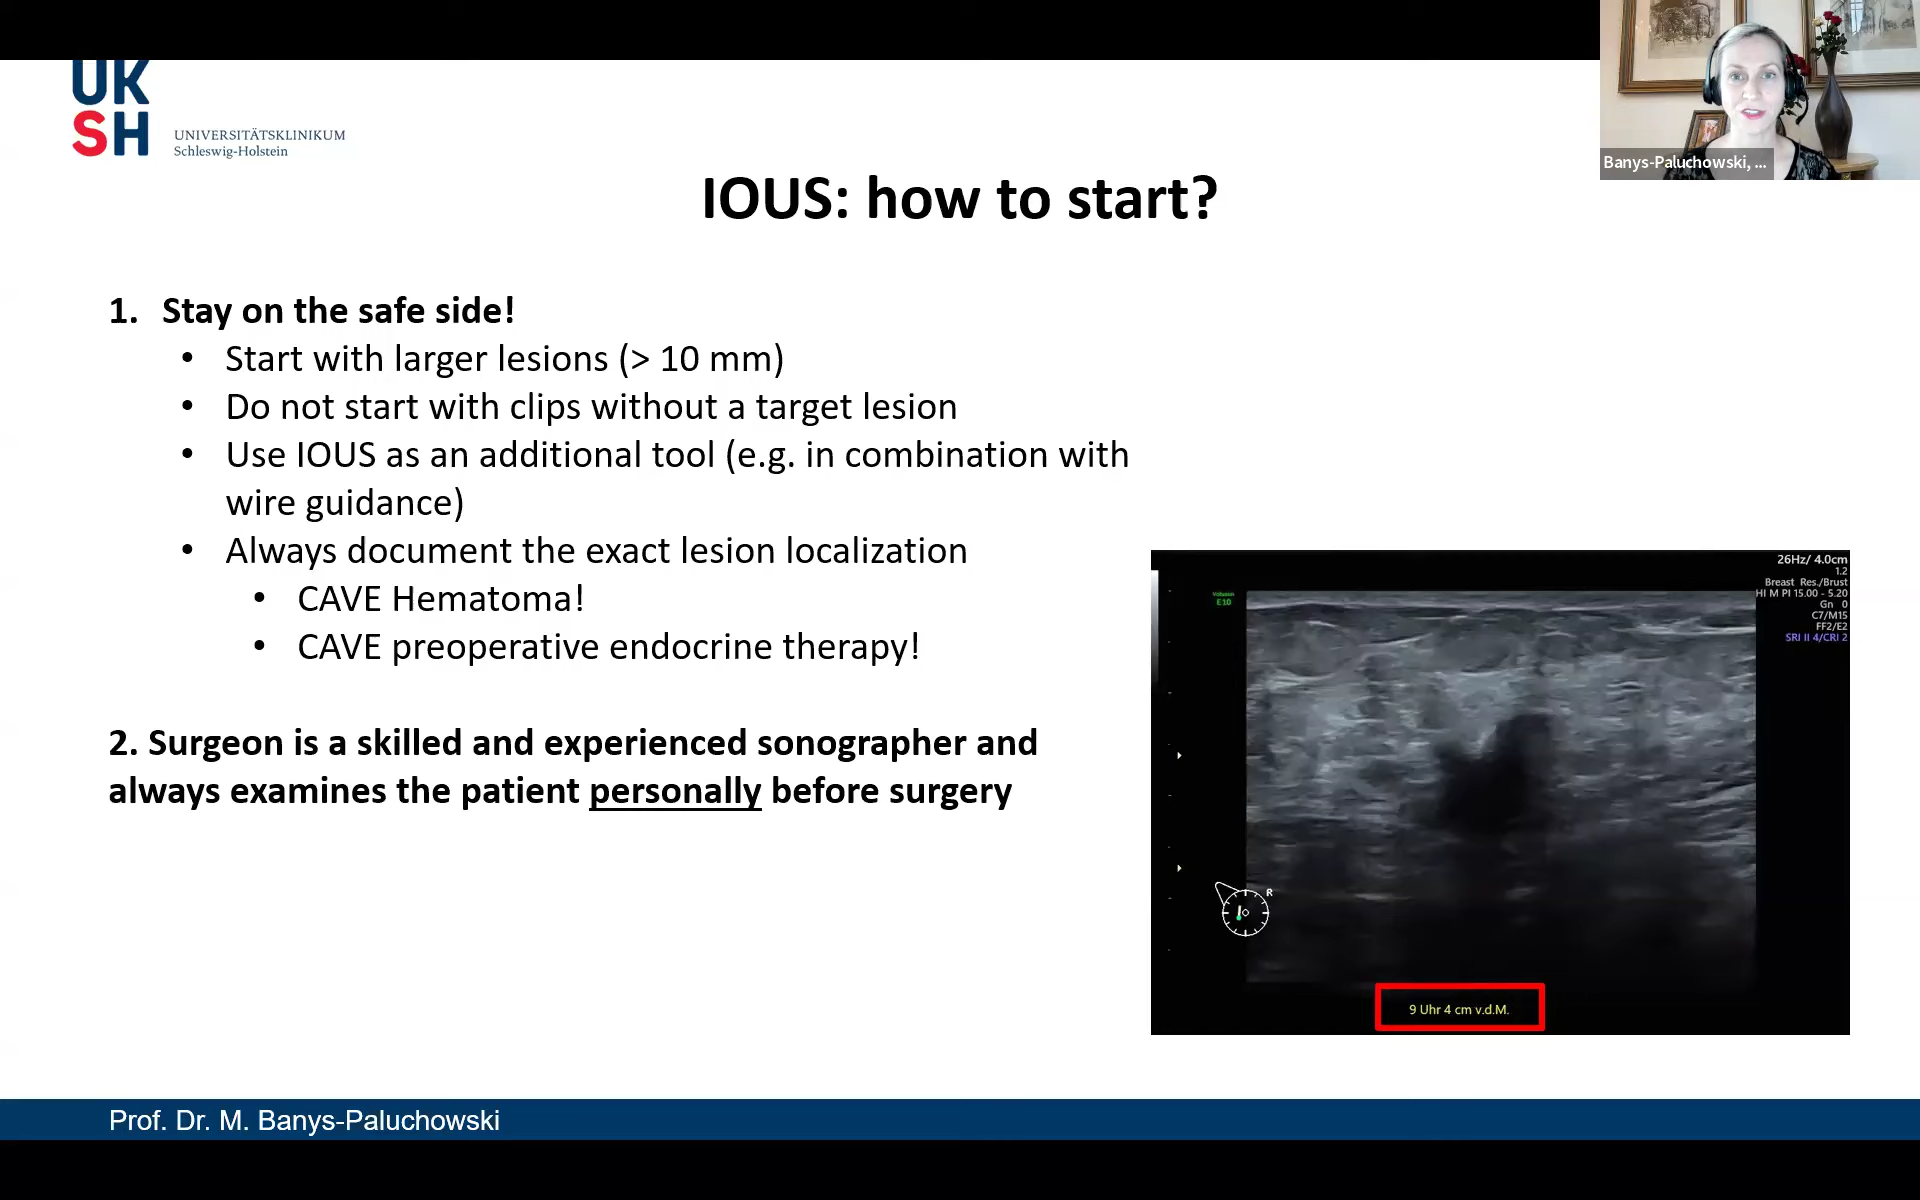 UK
SH
UNIVERSITÄTSKLINIKUM
Schleswig-Holstein
Banys-Paluchowski, ...
IOUS: how to start?
1. Stay on the safe side!
• Start with larger lesions (> 10 mm)
• Do not start with clips without a target lesion
• Use IOUS as an additional tool (e.g. in combination with
wire guidance)
• Always document the exact lesion localization
• CAVE Hematoma!
• CAVE preoperative endocrine therapy!
2. Surgeon is a skilled and experienced sonographer and
always examines the patient personally before surgery
26Hz/ 4.0cm
1.2
Breast Res./Brust
HI M PI 15.00 - 5.20
Gn 0
C7/M15
FF2/E2
SRI II 4/CRI 2
Voluson
E10
R
9 Uhr 4 cm v.d.M.
Prof. Dr. M. Banys-Paluchowski